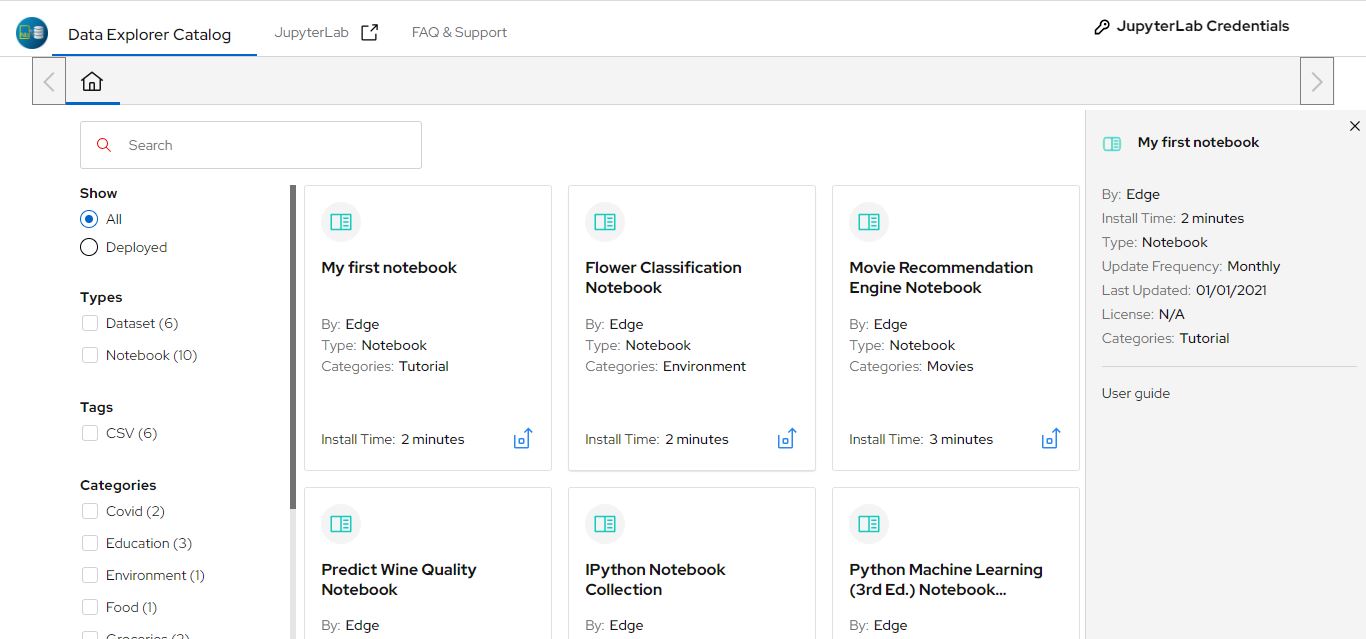 Data Explorer Catalog
JupyterLab
FAQ & Support
JupyterLab Credentials
Search
Show
All
Deployed
Types
Dataset (6)
Notebook (10)
Tags
CSV (6)
Categories
Covid (2)
Education (3)
Environment (1)
Food (1)
Groceries (2)
My first notebook
By: Edge
Type: Notebook
Categories: Tutorial
Install Time: 2 minutes
Flower Classification
Notebook
By: Edge
Type: Notebook
Categories: Environment
Install Time: 2 minutes
Movie Recommendation
Engine Notebook
By: Edge
Type: Notebook
Categories: Movies
Install Time: 3 minutes
Predict Wine Quality
Notebook
By: Edge
IPython Notebook
Collection
By: Edge
Python Machine Learning
(3rd Ed.) Notebook...
By: Edge
My first notebook
By: Edge
Install Time: 2 minutes
Type: Notebook
Update Frequency: Monthly
Last Updated: 01/01/2021
License: N/A
Categories: Tutorial
User guide